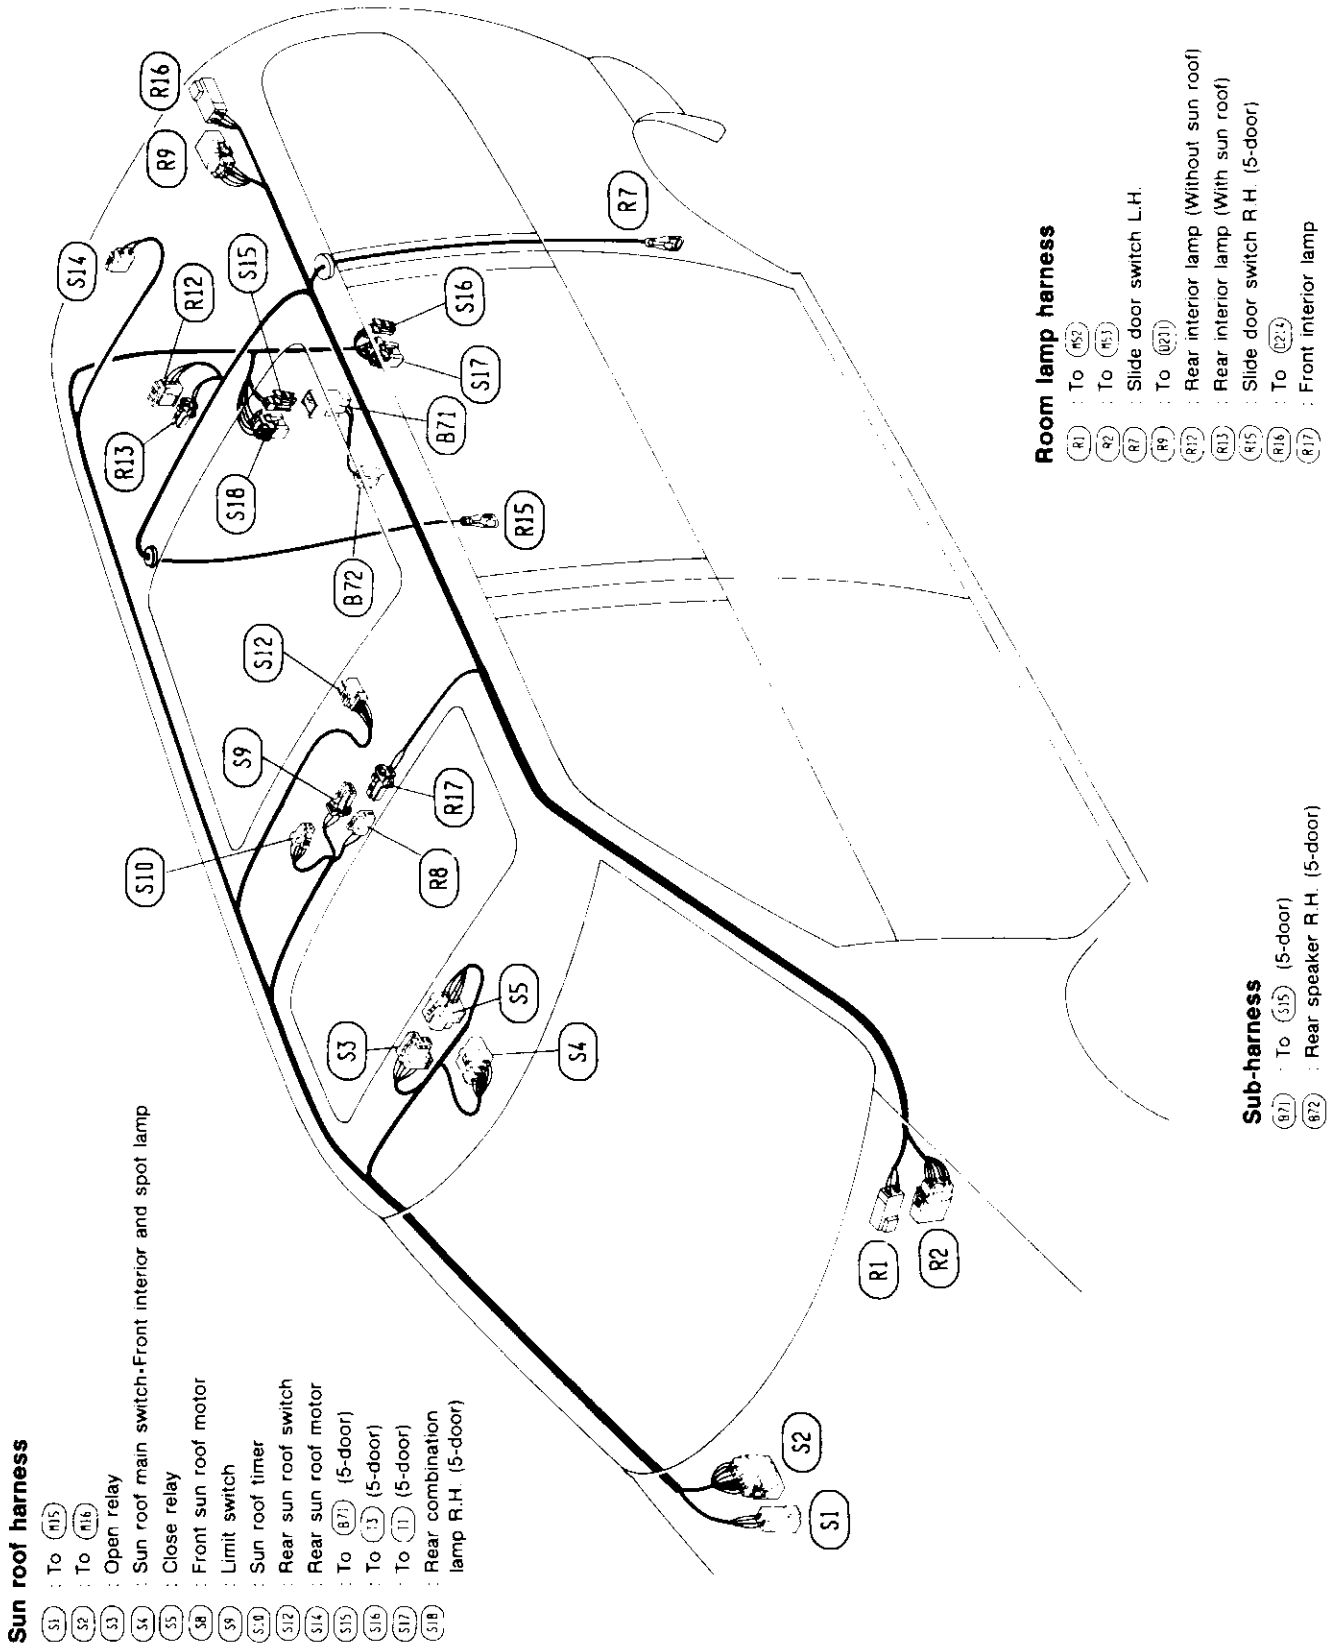 Sun roof harness
S1 : To M15
S2 : To M16
S3 : Open relay
S4 : Sun roof main switch•Front interior and spot lamp
S5 : Close relay
S8 : Front sun roof motor
S9 : Limit switch
S10 : Sun roof timer
S12 : Rear sun roof switch
S14 : Rear sun roof motor
S15 : To B71 (5-door)
S16 : To (5-door)
S17 : To (5-door)
S18 : Rear combination
lamp R.H. (5-door)
Room lamp harness
R1 : To M52
R2 : To M53
R7 : Slide door switch L.H.
R9 : To D201
R12 : Rear interior lamp (Without sun roof)
R13 : Rear interior lamp (With sun roof)
R15 : Slide door switch R.H. (5-door)
R16 : To D214
R17 : Front interior lamp
Sub-harness
B71 : To S15 (5-door)
B72 : Rear speaker R.H. (5-door)
R16
R9
S14
R12
S15
R7
S16
S17
R13
S18
B71
B72
R15
S12
S9
S10
R17
R8
S3
S5
S4
R1
R2
S2
S1